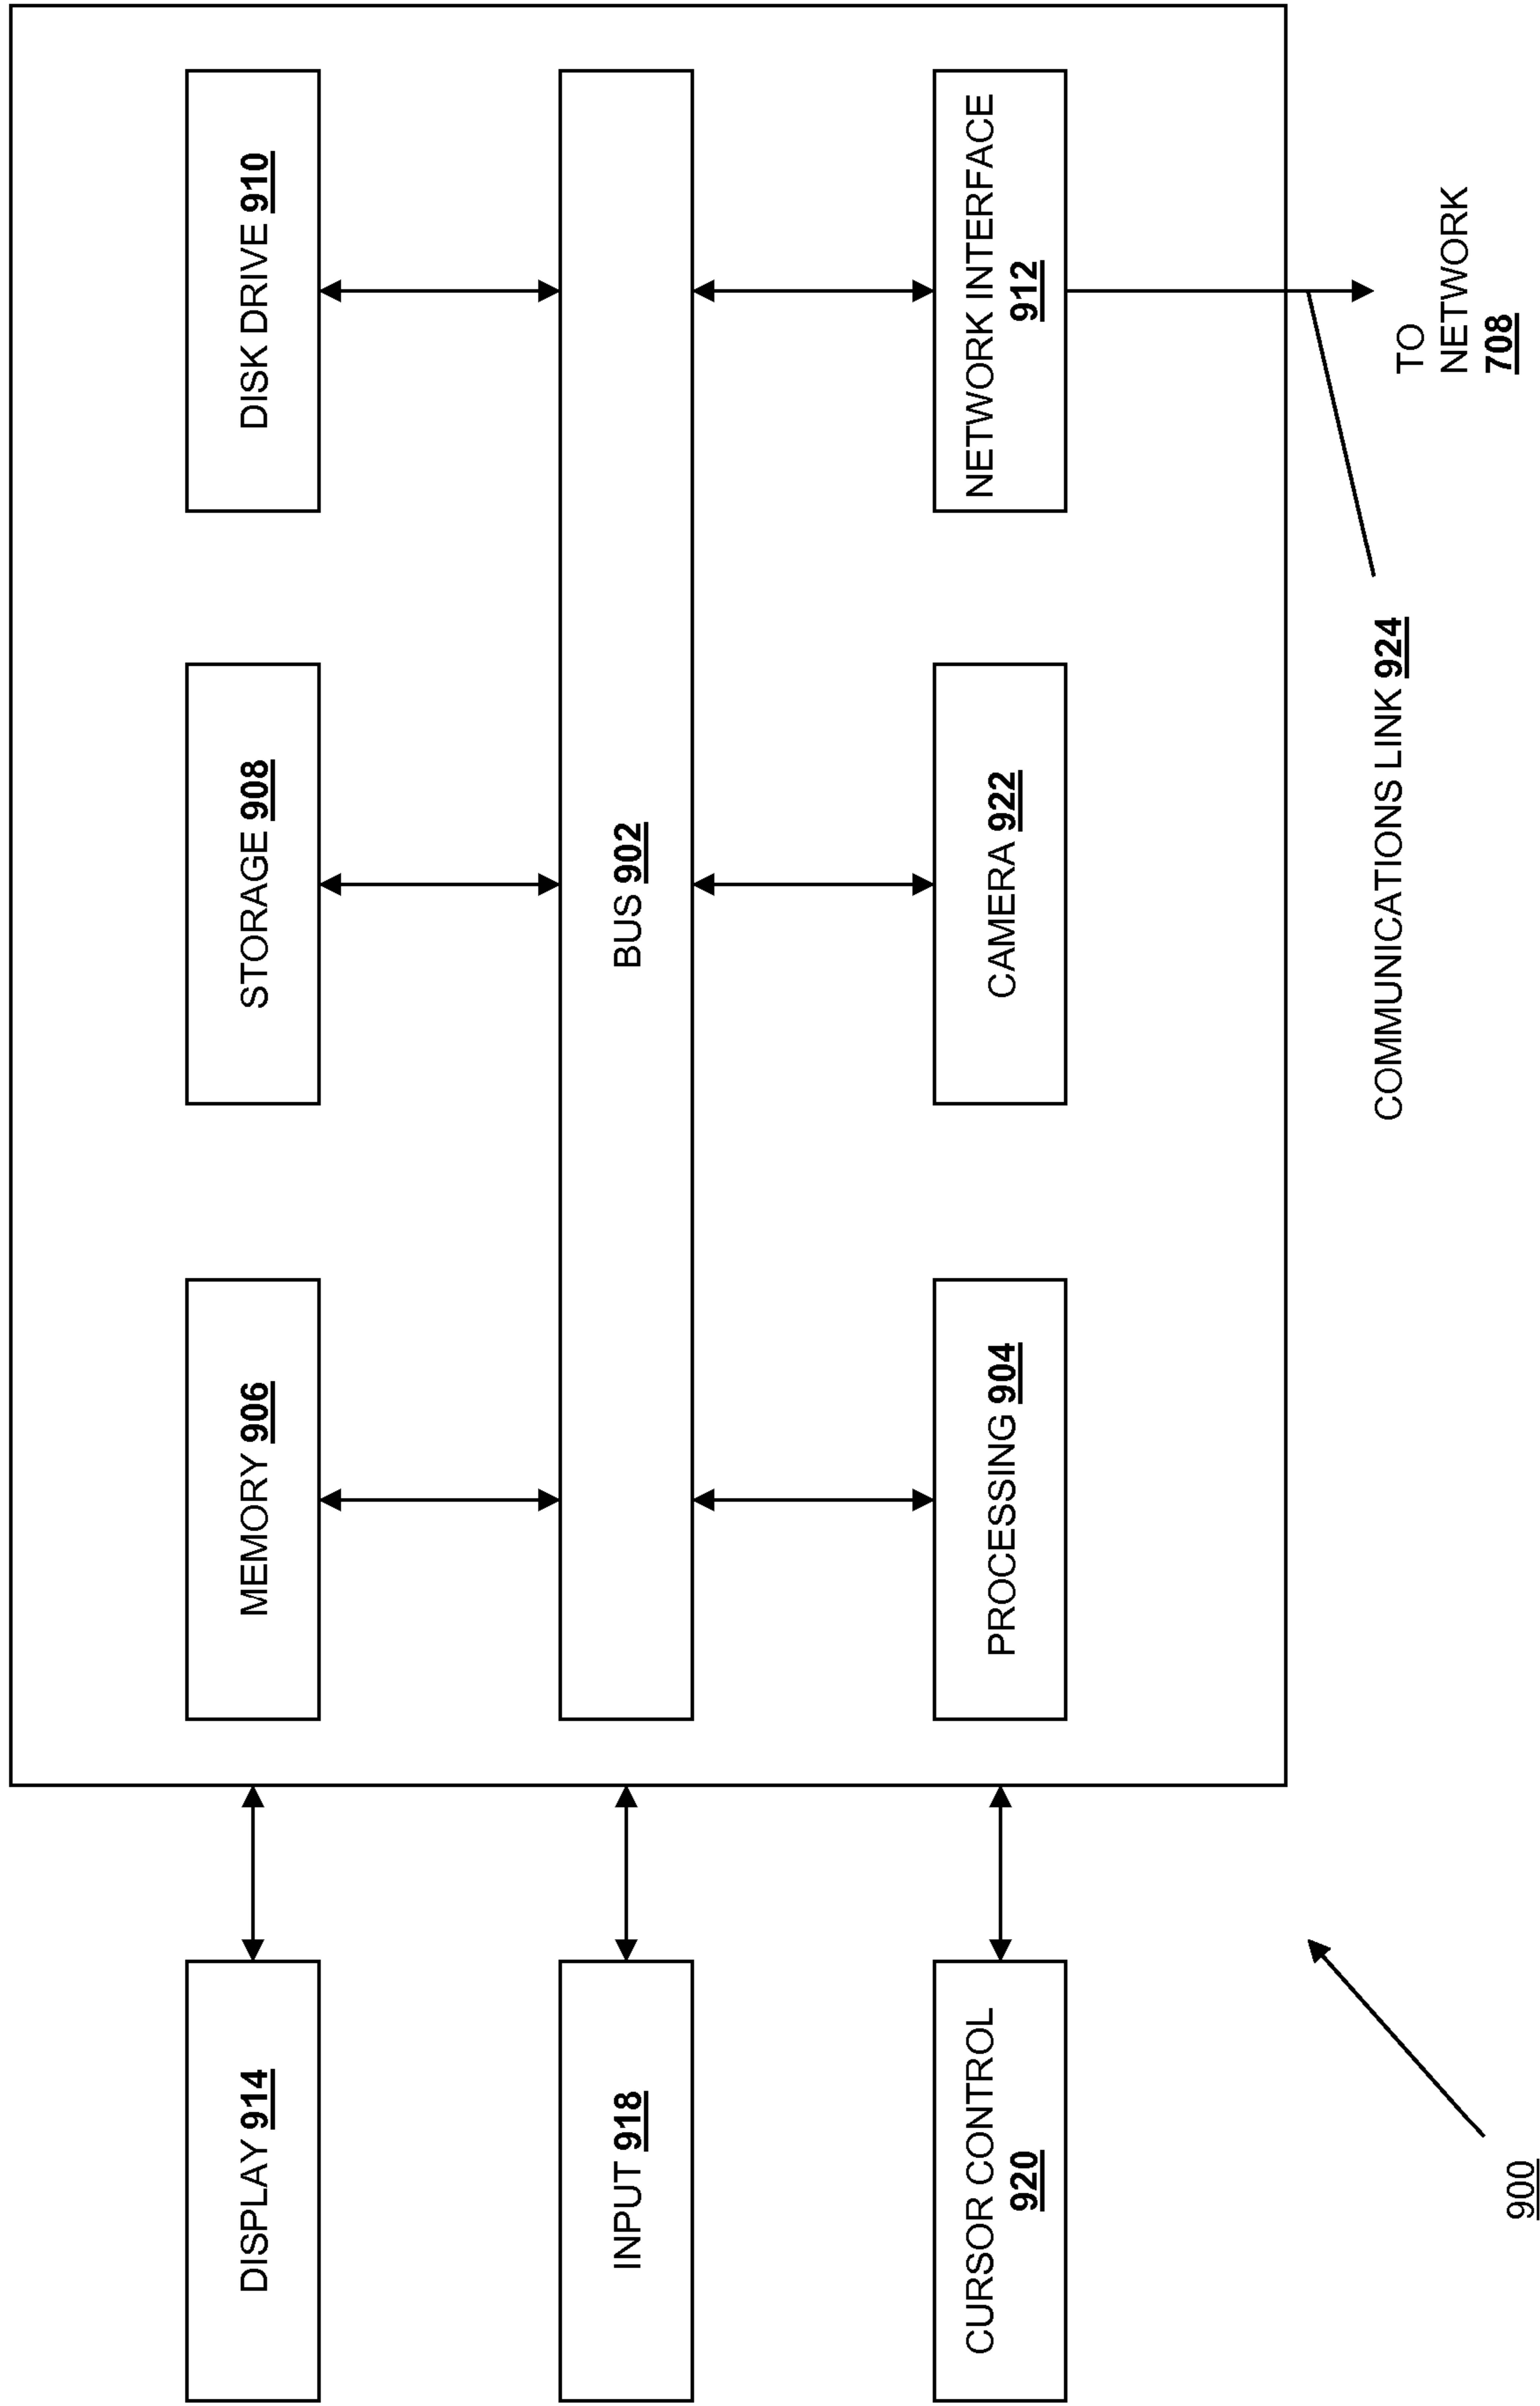 DISPLAY 914
MEMORY 906
STORAGE 908
DISK DRIVE 910
INPUT 918
BUS 902
CURSOR CONTROL
920
PROCESSING 904
CAMERA 922
NETWORK INTERFACE
912
COMMUNICATIONS LINK 924
TO
NETWORK
708
900